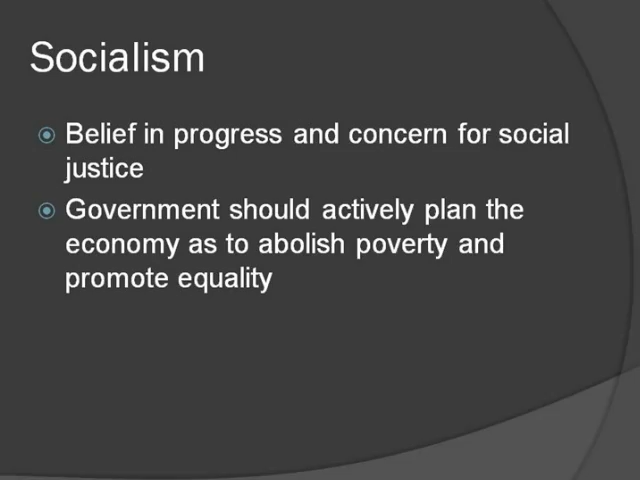 Socialism
Belief in progress and concern for social
justice
Government should actively plan the
economy as to abolish poverty and
promote equality